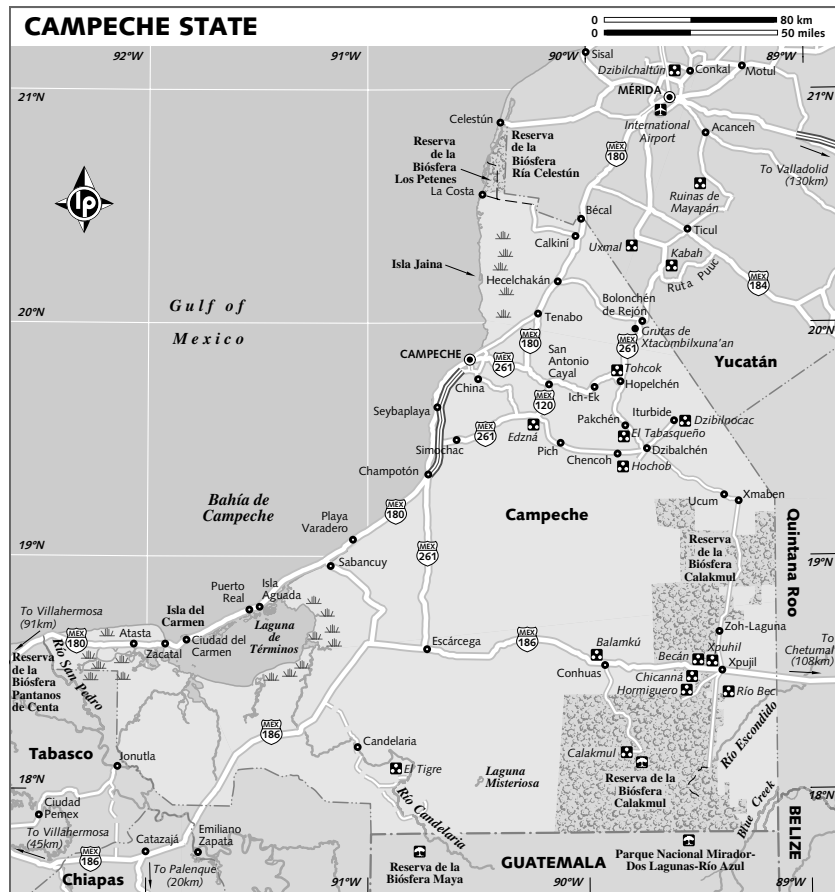 CAMPECHE STATE
0 80 km
0 50 miles
92°W
91°W
90°W
89°W
Sisal
Dzibilchaltún
Conkal
Motul
21°N
21°N
MÉRIDA
International
Airport
Acanceh
Celestún
Reserva
de la
Biósfera
Los Petenes
Reserva
de la
Biósfera
Ría Celestún
MEX
180
To Valladolid
(130km)
La Costa
Ruinas de
Mayapán
Bécal
Calkiní
Uxmal
Ticul
Kabah
Isla Jaina
Ruta Puuc
MEX
184
Hecelchakán
Gulf of
Mexico
20°N
20°N
Bolonchén
de Rejón
Tenabo
Grutas de
Xtacumbilxuna'an
MEX
180
MEX
261
CAMPECHE
MEX
261
San
Antonio
Cayal
Tohcok
Yucatán
China
Ich-Ek
Hopelchén
MEX
120
Seybaplaya
Iturbide
Pakchén
Dzibilnocac
Edzná
El Tabasqueño
MEX
261
Simochac
Pich
Dzibalchén
Chencoh
Hochob
Champotón
Bahía de
Campeche
MEX
180
Campeche
Ucum
Xmaben
Playa
Varadero
MEX
261
Quintana Roo
Reserva
de la
Biósfera
Calakmul
19°N
19°N
Sabancuy
Puerto
Real
Isla
Aguada
Isla del
Carmen
To Villahermosa
(91km)
MEX
180
Atasta
Zacatal
Ciudad del
Carmen
Laguna
de
Términos
Zoh-Laguna
Escárcega
MEX
186
Balamkú
Becán
Xpuhil
To
Chetumal
(108km)
Reserva
de la
Biósfera
Pantanos
de Centa
Río San Pedro
Conhuas
Xpujil
Chicanná
Hormiguero
Río Bec
MEX
186
Tabasco
Jonutla
Candelaria
El Tigre
Calakmul
Río Escondido
Laguna
Misteriosa
Reserva de la
Biósfera
Calakmul
18°N
18°N
Ciudad
Pemex
Río Candelaria
Blue Creek
BELIZE
To Villahermosa
(45km)
MEX
186
Catazajá
Emiliano
Zapata
Chiapas
To Palenque
(20km)
91°W
Reserva de la
Biósfera Maya
GUATEMALA
90°W
Parque Nacional Mirador-
Dos Lagunas-Río Azul
89°W
lp